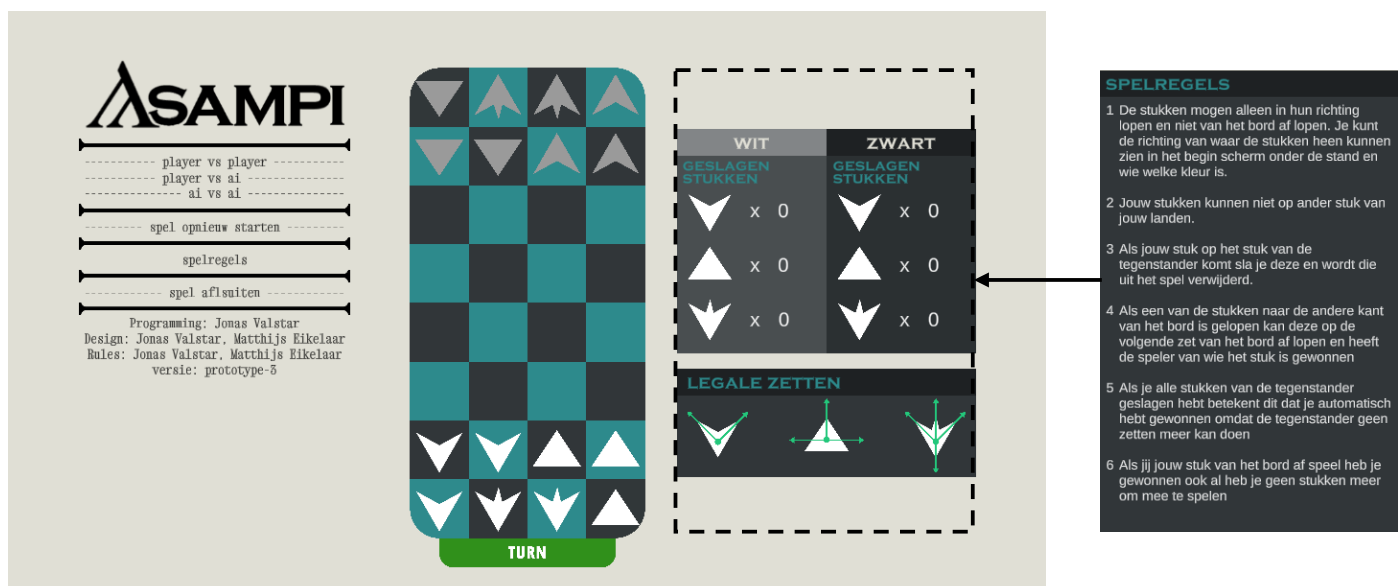 ASAMPI
player vs player
player vs ai
ai vs ai
spel opnieuw starten
spelregels
spel aflsuiten
Programming: Jonas Valstar
Design: Jonas Valstar, Matthijs Eikelaar
Rules: Jonas Valstar, Matthijs Eikelaar
versie: prototype-3
TURN
WIT
GESLAGEN
STUKKEN
x 0
x 0
x 0
ZWART
GESLAGEN
STUKKEN
x 0
x 0
x 0
LEGALE ZETTEN
SPELREGELS
1 De stukken mogen alleen in hun richting
lopen en niet van het bord af lopen. Je kunt
de richting van waar de stukken heen kunnen
zien in het begin scherm onder de stand en
wie welke kleur is.
2 Jouw stukken kunnen niet op ander stuk van
jouw landen.
3 Als jouw stuk op het stuk van de
tegenstander komt sla je deze en wordt die
uit het spel verwijderd.
4 Als een van de stukken naar de andere kant
van het bord is gelopen kan deze op de
volgende zet van het bord af lopen en heeft
de speler van wie het stuk is gewonnen
5 Als je alle stukken van de tegenstander
geslagen hebt betekent dit dat je automatisch
hebt gewonnen omdat de tegenstander geen
zetten meer kan doen
6 Als jij jouw stuk van het bord af speel heb je
gewonnen ook al heb je geen stukken meer
om mee te spelen